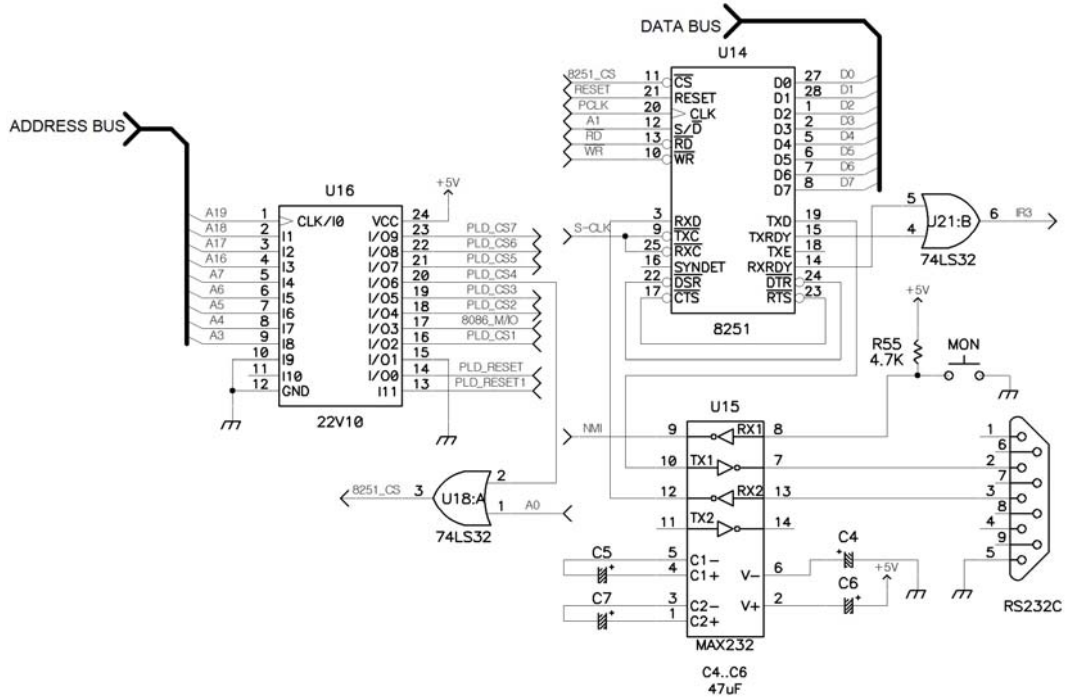 DATA BUS
U14
8251_CS 11 CS D0 27 D0
RESET 21 RESET D1 28 D1
PCLK 20 CLK D2 1 D2
A1 12 S/D D3 2 D3
RD 13 RD D4 5 D4
WR 10 WR D5 6 D5
D6 7 D6
D7 8 D7
3 RXD TXD 19
S-CLK 9 TXC TXRDY 15
25 RXC TXE 18
16 SYNDET RXRDY 14
22 DSR DTR 24
17 CTS RTS 23
8251
5
4
U21:B
6
IR3
74LS32
ADDRESS BUS
U16
+5V
A19 1 CLK/I0 VCC 24
A18 2 I1 I/O9 23 PLD_CS7
A17 3 I2 I/O8 22 PLD_CS6
A16 4 I3 I/O7 21 PLD_CS5
A7 5 I4 I/O6 20 PLD_CS4
A6 6 I5 I/O5 19 PLD_CS3
A5 7 I6 I/O4 18 PLD_CS2
A4 8 I7 I/O3 17 8086_M/IO
A3 9 I8 I/O2 16 PLD_CS1
10 I9 I/O1 15
11 I10 I/O0 14 PLD_RESET
12 GND I11 13 PLD_RESET1
22V10
+5V
R55
4.7K
MON
U15
NMI 9 RX1 8
10 TX1 7
12 RX2 13
11 TX2 14
5 C1-
4 C1+ V- 6
3 C2- V+ 2
1 C2+
MAX232
C4..C6
47uF
C5
+
C7
+
C4
+
C6
+
+5V
8251_CS 3 U18:A 2
1 A0
74LS32
1
6
2
7
3
8
4
9
5
RS232C